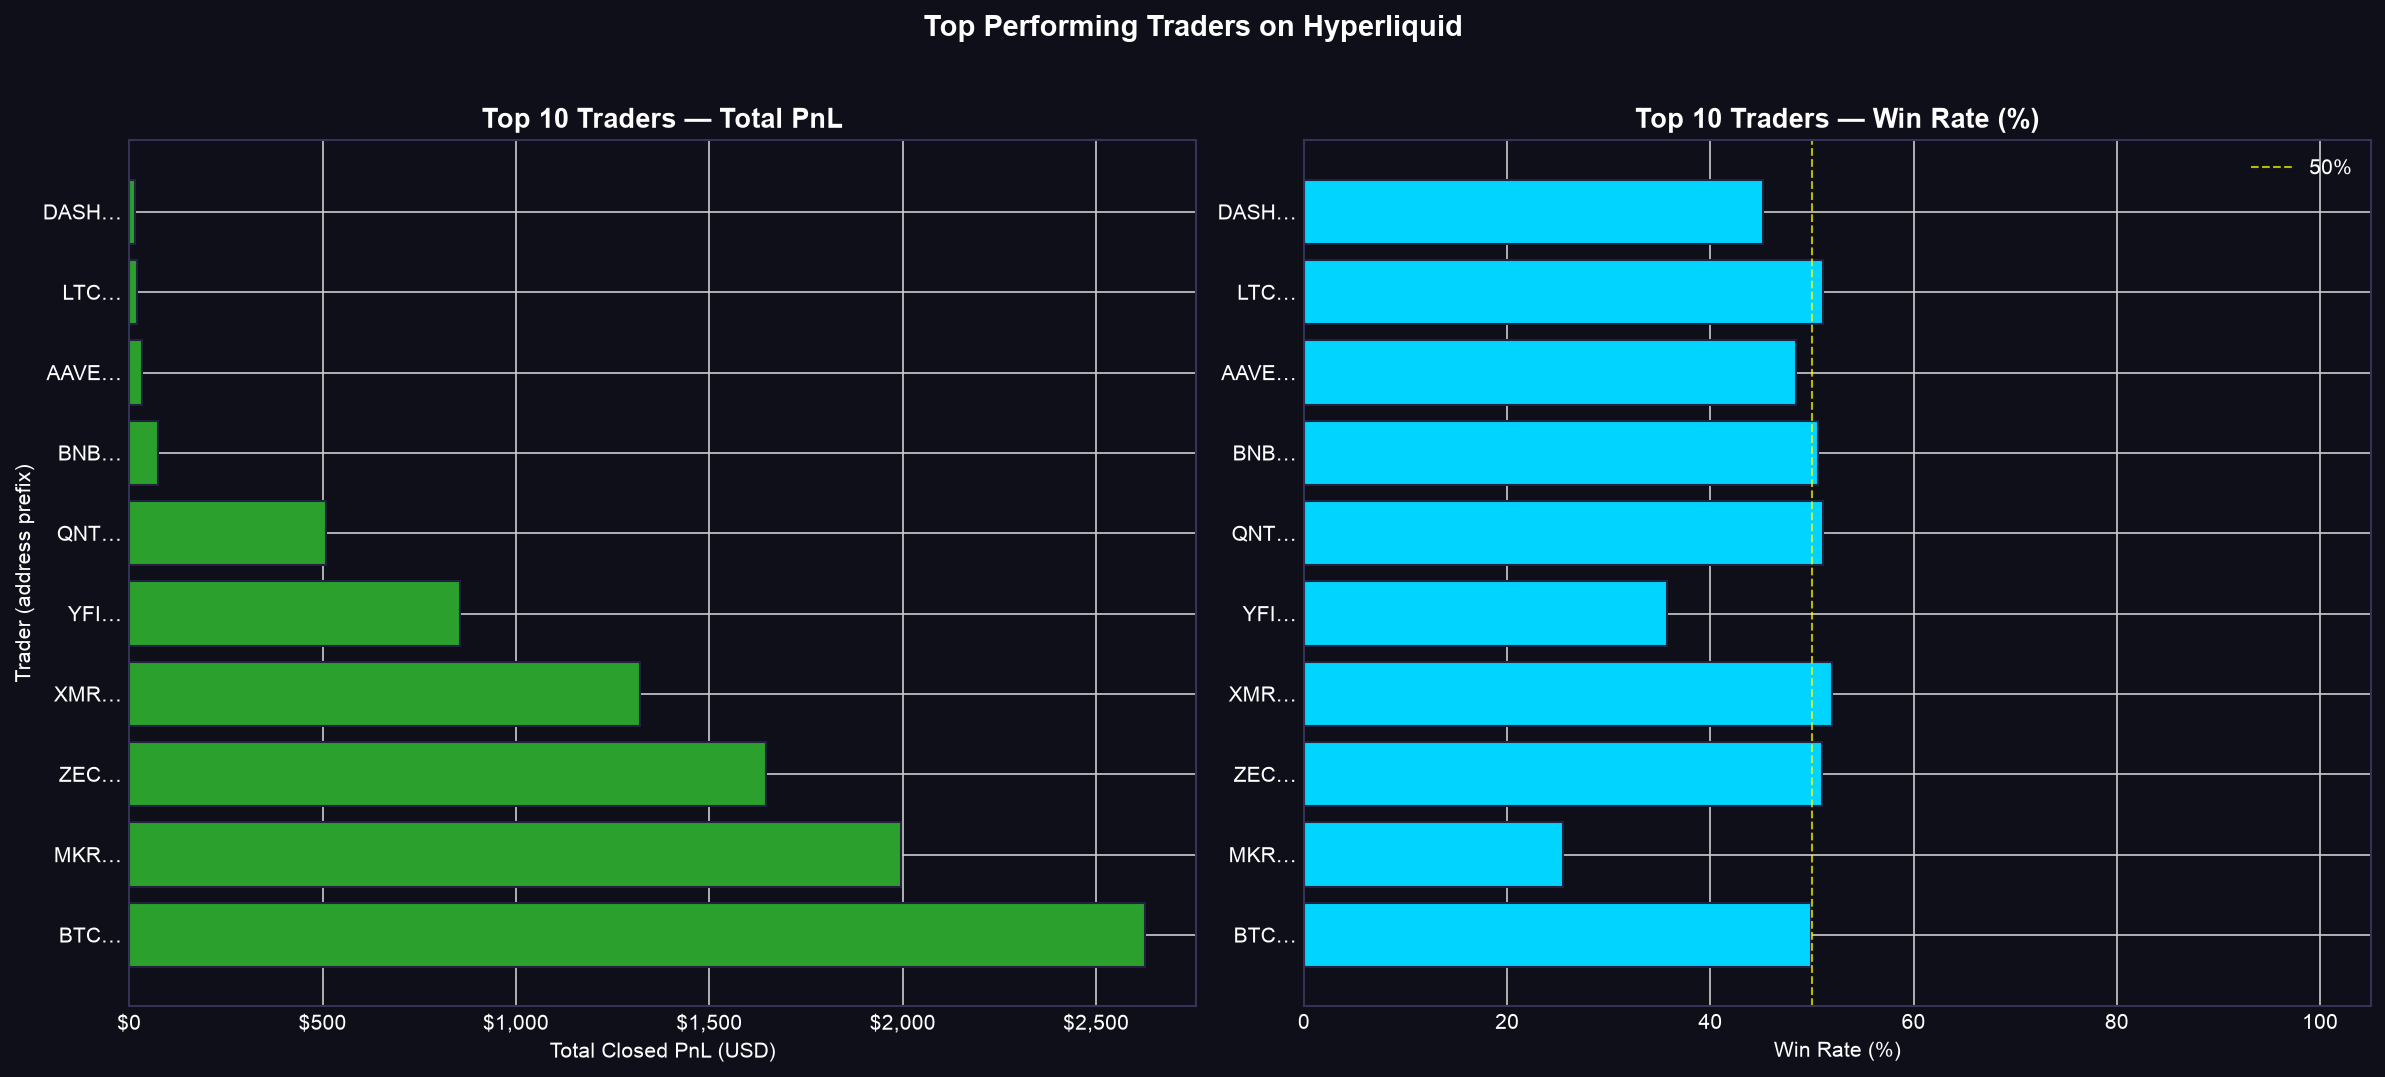 Top Performing Traders on Hyperliquid
Top 10 Traders — Total PnL
Trader (address prefix)
DASH…
LTC…
AAVE…
BNB…
QNT…
YFI…
XMR…
ZEC…
MKR…
BTC…
$0 $500 $1,000 $1,500 $2,000 $2,500
Total Closed PnL (USD)
Top 10 Traders — Win Rate (%)
50%
DASH…
LTC…
AAVE…
BNB…
QNT…
YFI…
XMR…
ZEC…
MKR…
BTC…
0 20 40 60 80 100
Win Rate (%)